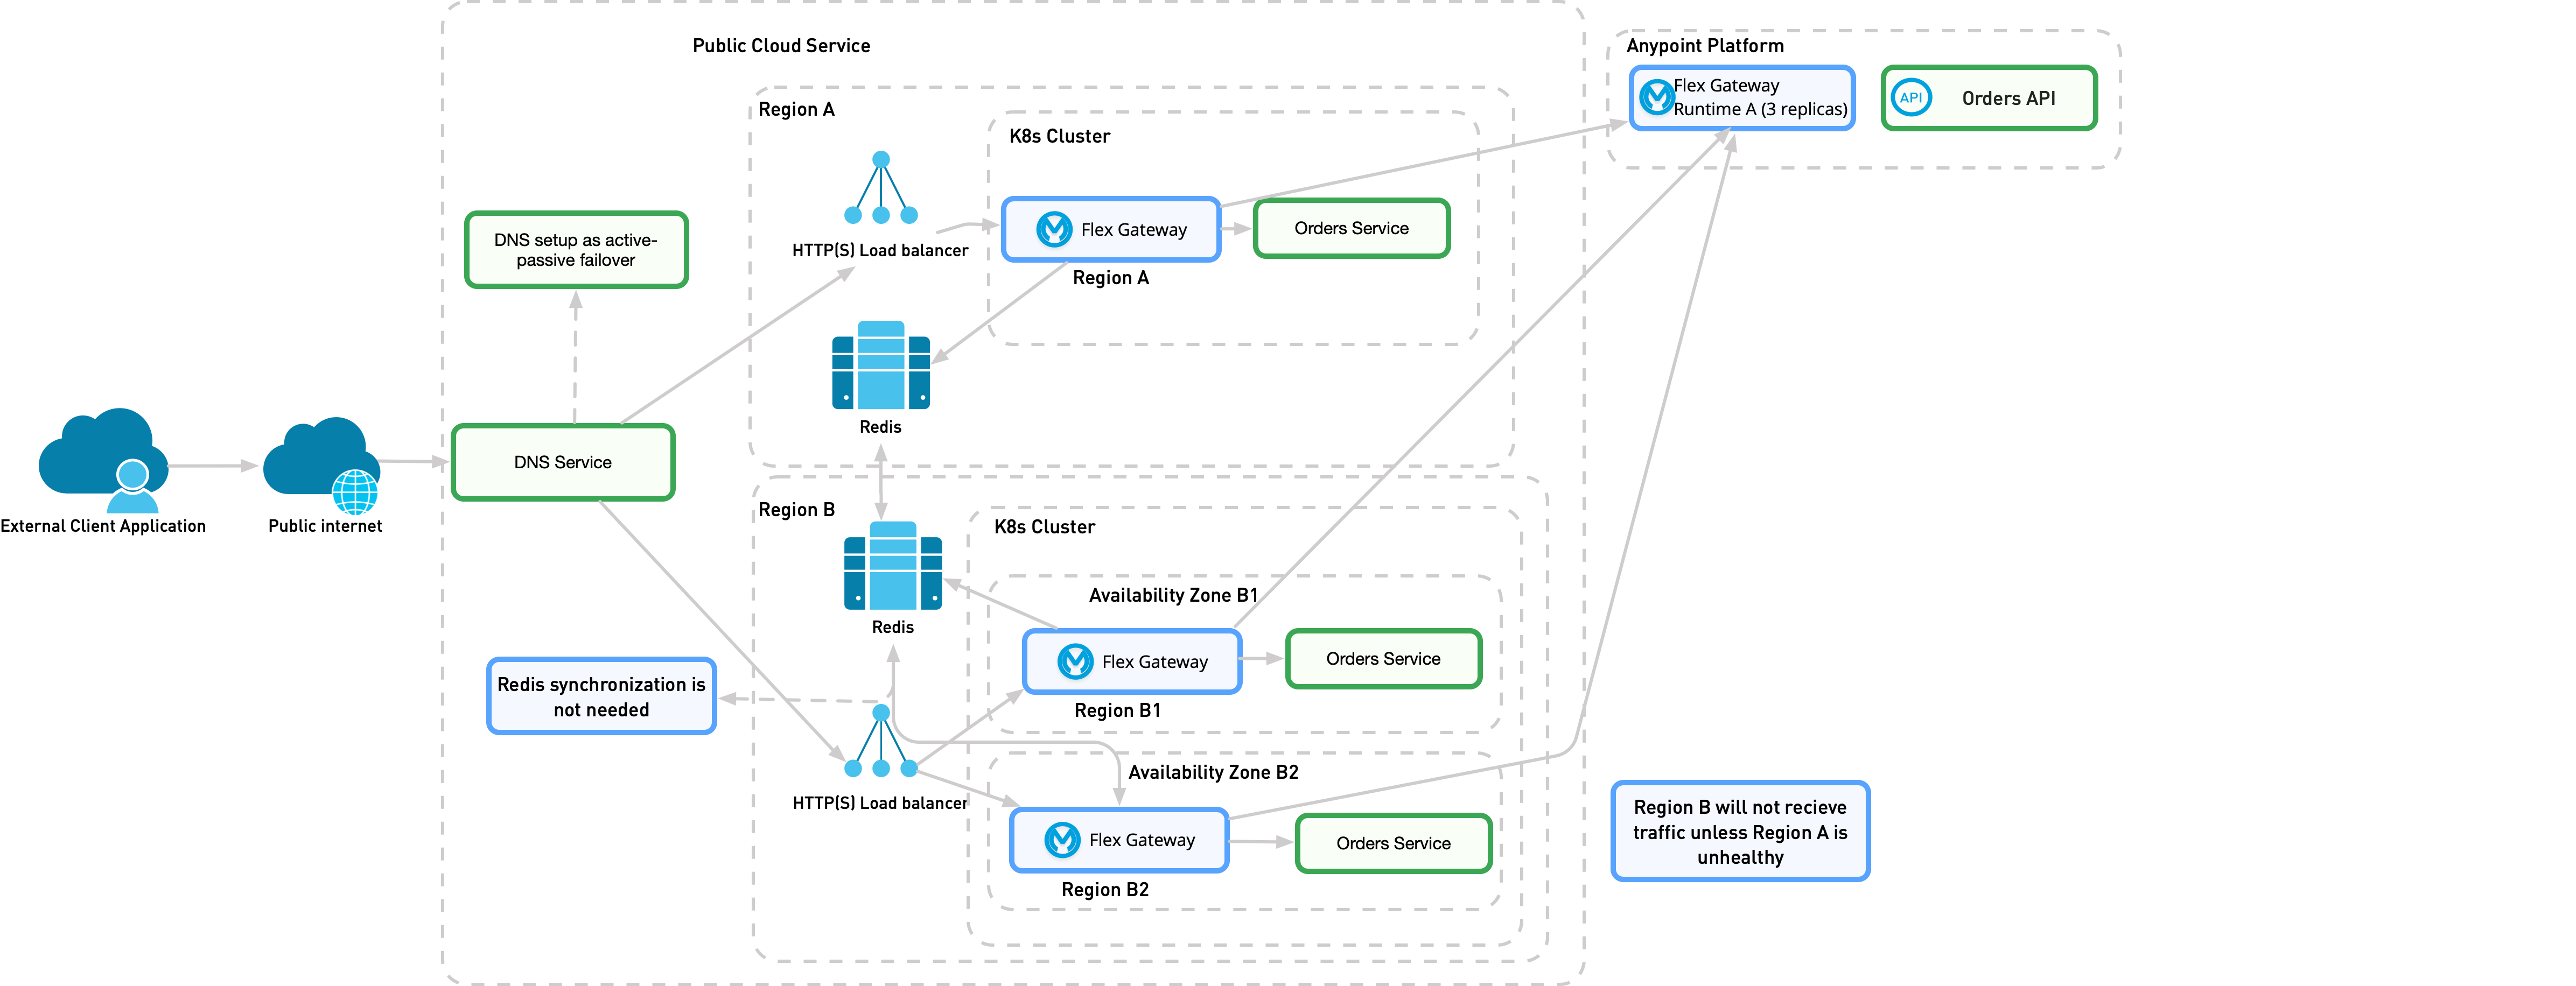 Public Cloud Service
Anypoint Platform
Flex Gateway
Runtime A (3 replicas)
API
Orders API
Region A
K8s Cluster
HTTP(S) Load balancer
Flex Gateway
Orders Service
Region A
DNS setup as active-
passive failover
Redis
DNS Service
External Client Application
Public internet
Region B
K8s Cluster
Redis
Availability Zone B1
Flex Gateway
Orders Service
Region B1
Redis synchronization is
not needed
HTTP(S) Load balancer
Availability Zone B2
Flex Gateway
Orders Service
Region B2
Region B will not recieve
traffic unless Region A is
unhealthy